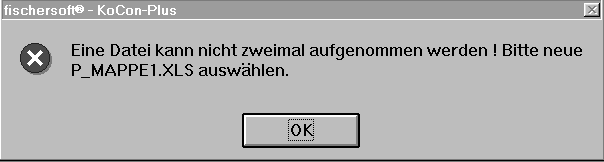 fischersoft® - KoCon-Plus
Eine Datei kann nicht zweimal aufgenommen werden ! Bitte neue
P_MAPPE1.XLS auswählen.
OK